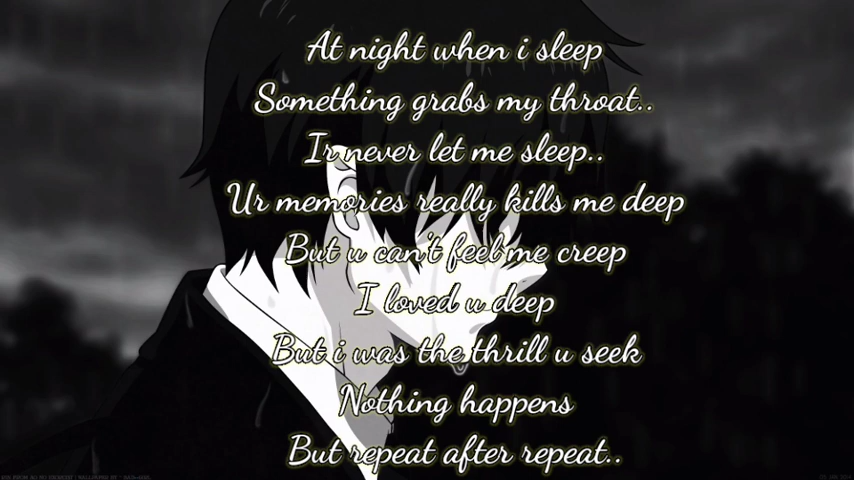 At night when i sleep
Something grabs my throat..
Ir never let me sleep..
Ur memories really kills me deep
But u can't feel me creep
I loved u deep
But i was the thrill u seek
Nothing happens
But repeat after repeat..